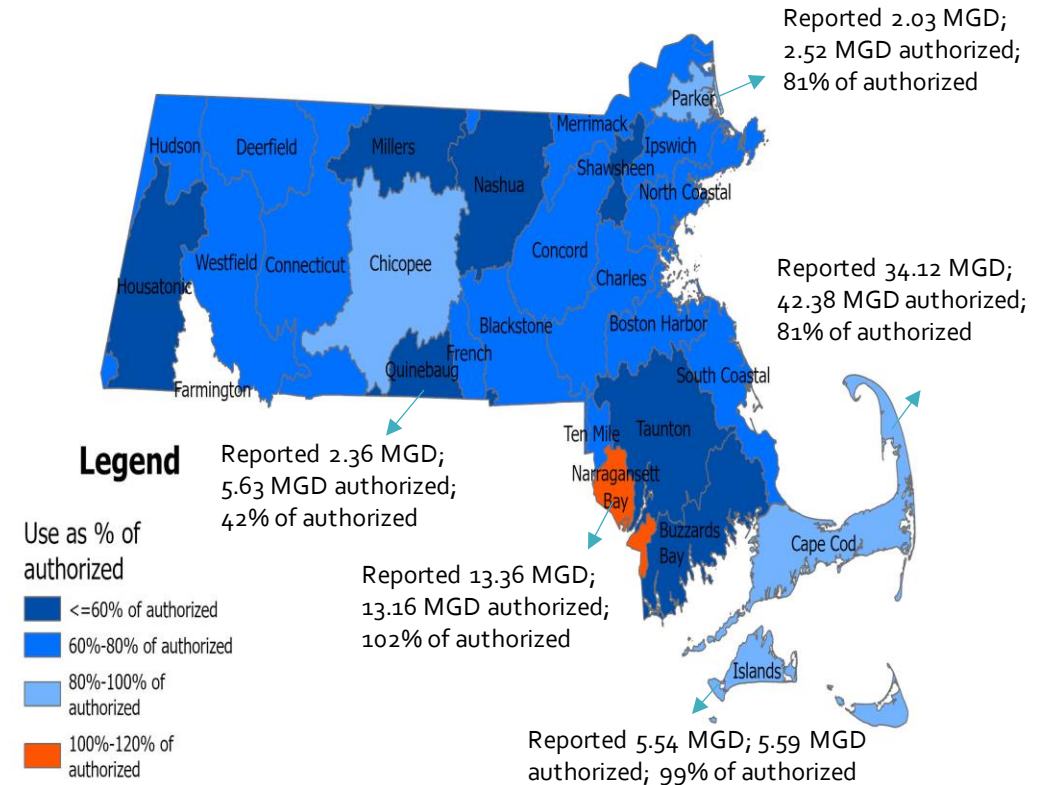 Reported 2.03 MGD;
2.52 MGD authorized;
81% of authorized
Parker
Merrimack
Hudson
Deerfield
Millers
Ipswich
Shawsheen
Nashua
North Coastal
Concord
Westfield
Connecticut
Chicopee
Charles
Housatonic
Reported 34.12 MGD;
42.38 MGD authorized;
81% of authorized
Blackstone
Boston Harbor
French
Quinebaug
South Coastal
Farmington
Ten Mile
Taunton
Legend
Reported 2.36 MGD;
5.63 MGD authorized;
42% of authorized
Narragansett
Bay
Buzzards
Bay
Cape Cod
Use as % of
authorized
<=60% of authorized
60%-80% of authorized
80%-100% of
authorized
100%-120% of
authorized
Reported 13.36 MGD;
13.16 MGD authorized;
102% of authorized
Islands
Reported 5.54 MGD; 5.59 MGD
authorized; 99% of authorized